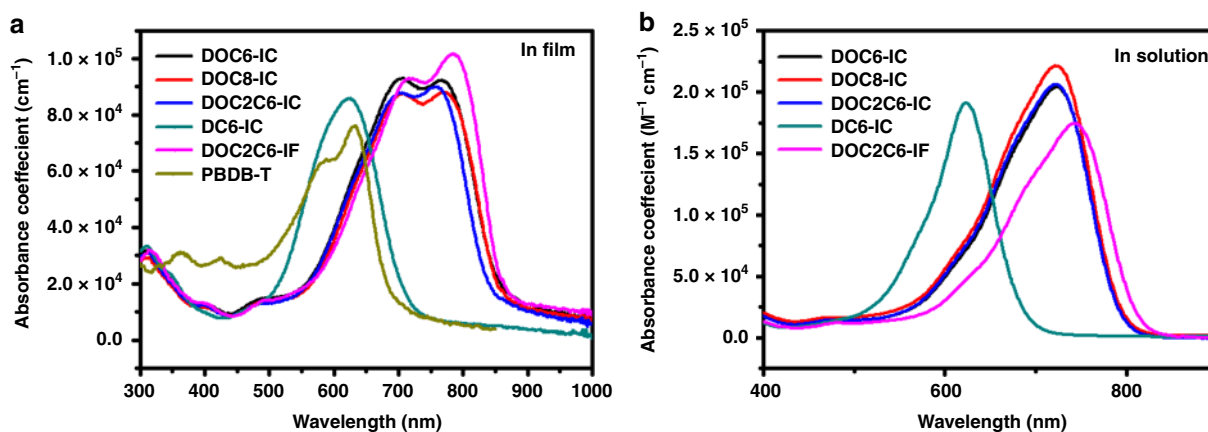 a
In film
DOC6-IC
DOC8-IC
DOC2C6-IC
DC6-IC
DOC2C6-IF
PBDB-T
Absorbance coeffecient (cm⁻¹)
1.0 × 10⁵
8.0 × 10⁴
6.0 × 10⁴
4.0 × 10⁴
2.0 × 10⁴
0.0
300 400 500 600 700 800 900 1000
Wavelength (nm)
b
In solution
DOC6-IC
DOC8-IC
DOC2C6-IC
DC6-IC
DOC2C6-IF
Absorbance coeffecient (M⁻¹ cm⁻¹)
2.5 × 10⁵
2.0 × 10⁵
1.5 × 10⁵
1.0 × 10⁵
5.0 × 10⁴
0.0
400 600 800
Wavelength (nm)